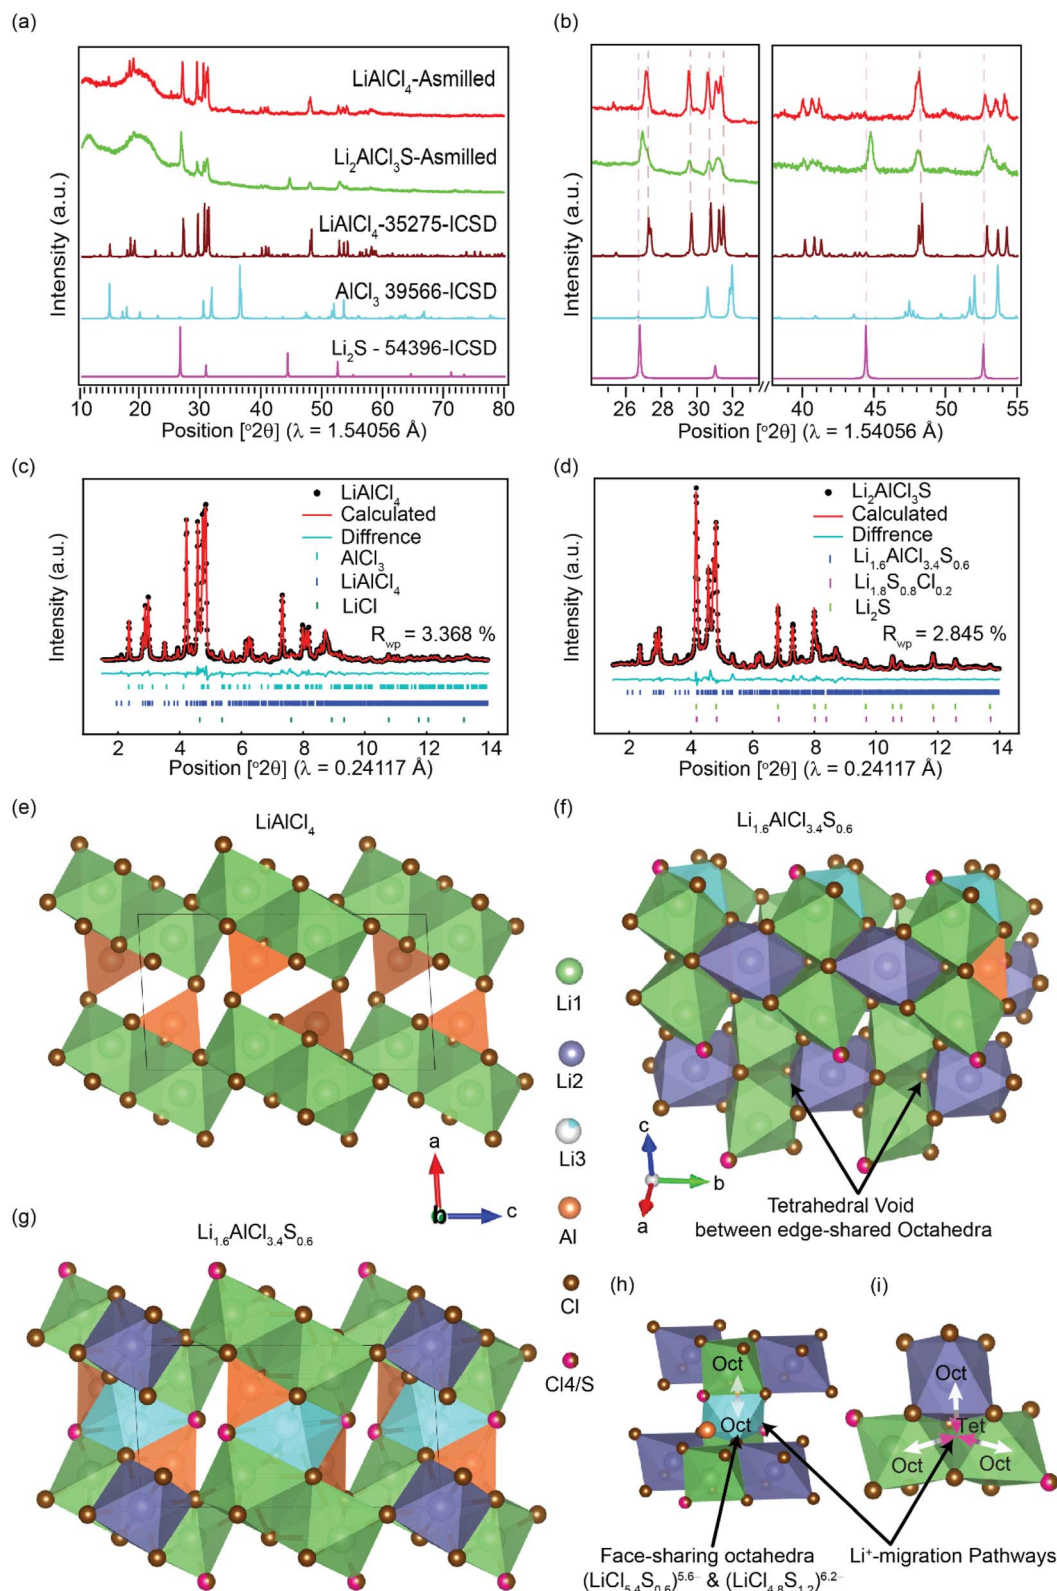 (a)
LiAlCl4-Asmilled
Li2AlCl3S-Asmilled
LiAlCl4-35275-ICSD
AlCl3 39566-ICSD
Li2S - 54396-ICSD
Intensity (a.u.)
10 20 30 40 50 60 70 80
Position [°2θ] (λ = 1.54056 Å)
(b)
Intensity (a.u.)
24 26 28 30 32 40 45 50 55
Position [°2θ] (λ = 1.54056 Å)
(c)
LiAlCl4
Calculated
Diffrence
AlCl3
LiAlCl4
LiCl
Rwp = 3.368 %
Intensity (a.u.)
2 4 6 8 10 12 14
Position [°2θ] (λ = 0.24117 Å)
(d)
Li2AlCl3S
Calculated
Diffrence
Li1.6AlCl3.4S0.6
Li1.8S0.8Cl0.2
Li2S
Rwp = 2.845 %
Intensity (a.u.)
2 4 6 8 10 12 14
Position [°2θ] (λ = 0.24117 Å)
(e)
LiAlCl4
a
b
c
(f)
Li1.6AlCl3.4S0.6
c
b
a
Tetrahedral Void
between edge-shared Octahedra
Li1
Li2
Li3
Al
Cl
Cl4/S
(g)
Li1.6AlCl3.4S0.6
(h)
Oct
Oct
Face-sharing octahedra
(LiCl5.4S0.6)5.6- & (LiCl4.8S1.2)6.2-
(i)
Oct
Tet
Oct
Oct
Li+-migration Pathways